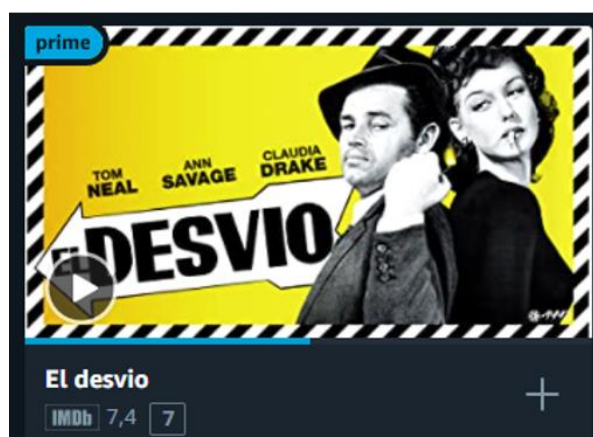 prime
TOM NEAL
ANN SAVAGE
CLAUDIA DRAKE
EL DESVIO
El desvio
IMDb 7,4 7